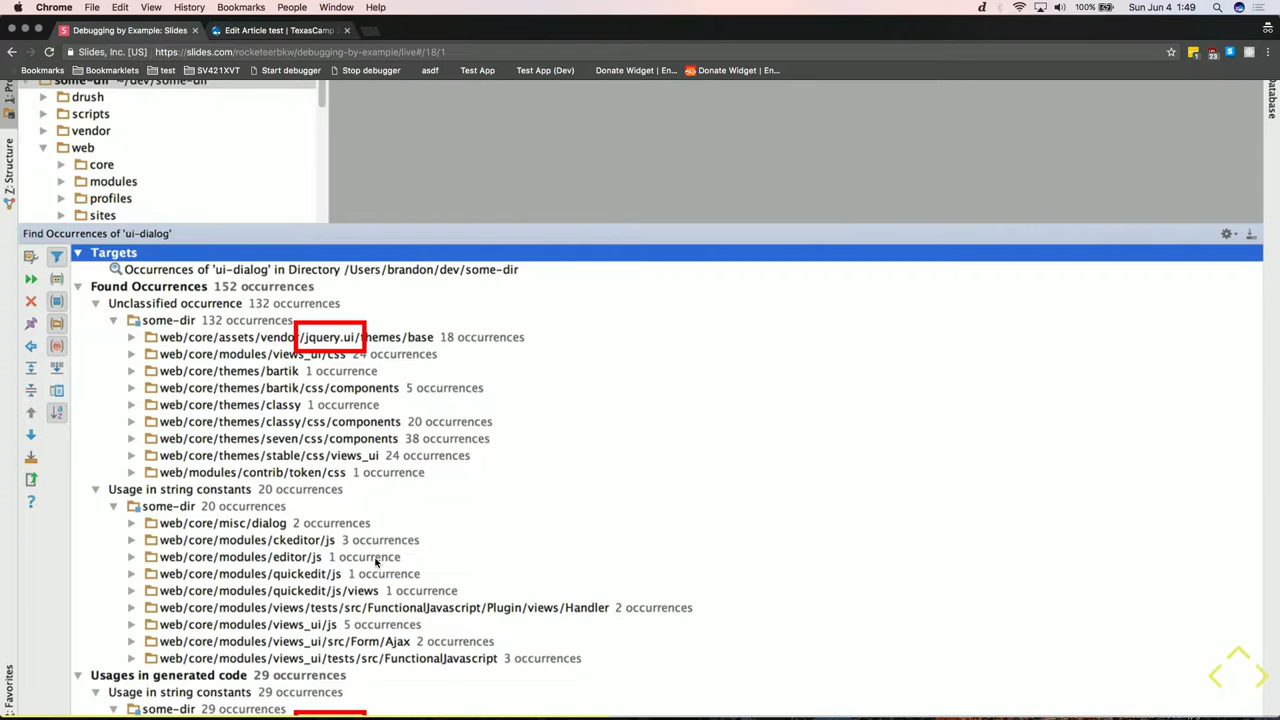 Chrome File Edit View History Bookmarks People Window Help 100% Sun Jun 4 1:49
Debugging by Example: Slides Edit Article test | TexasCamp
Slides, Inc. [US] https://slides.com/rocketeerbkw/debugging-by-example/live#/18/1
Bookmarks Bookmarklets test SV421XVT Start debugger Stop debugger asdf Test App Test App (Dev) Donate Widget | En... Donate Widget | En...
some-dir ~/dev/some-dir
drush
scripts
vendor
web
core
modules
profiles
sites
Z: Structure
Database
Find Occurrences of 'ui-dialog'
Targets
Occurrences of 'ui-dialog' in Directory /Users/brandon/dev/some-dir
Found Occurrences 152 occurrences
Unclassified occurrence 132 occurrences
some-dir 132 occurrences
web/core/assets/vendor/jquery.ui/themes/base 18 occurrences
web/core/modules/views_ui/css 24 occurrences
web/core/themes/bartik 1 occurrence
web/core/themes/bartik/css/components 5 occurrences
web/core/themes/classy 1 occurrence
web/core/themes/classy/css/components 20 occurrences
web/core/themes/seven/css/components 38 occurrences
web/core/themes/stable/css/views_ui 24 occurrences
web/modules/contrib/token/css 1 occurrence
Usage in string constants 20 occurrences
some-dir 20 occurrences
web/core/misc/dialog 2 occurrences
web/core/modules/ckeditor/js 3 occurrences
web/core/modules/editor/js 1 occurrence
web/core/modules/quickedit/js 1 occurrence
web/core/modules/quickedit/js/views 1 occurrence
web/core/modules/views/tests/src/FunctionalJavascript/Plugin/views/Handler 2 occurrences
web/core/modules/views_ui/js 5 occurrences
web/core/modules/views_ui/src/Form/Ajax 2 occurrences
web/core/modules/views_ui/tests/src/FunctionalJavascript 3 occurrences
Usages in generated code 29 occurrences
Usage in string constants 29 occurrences
some-dir 29 occurrences
Favorites